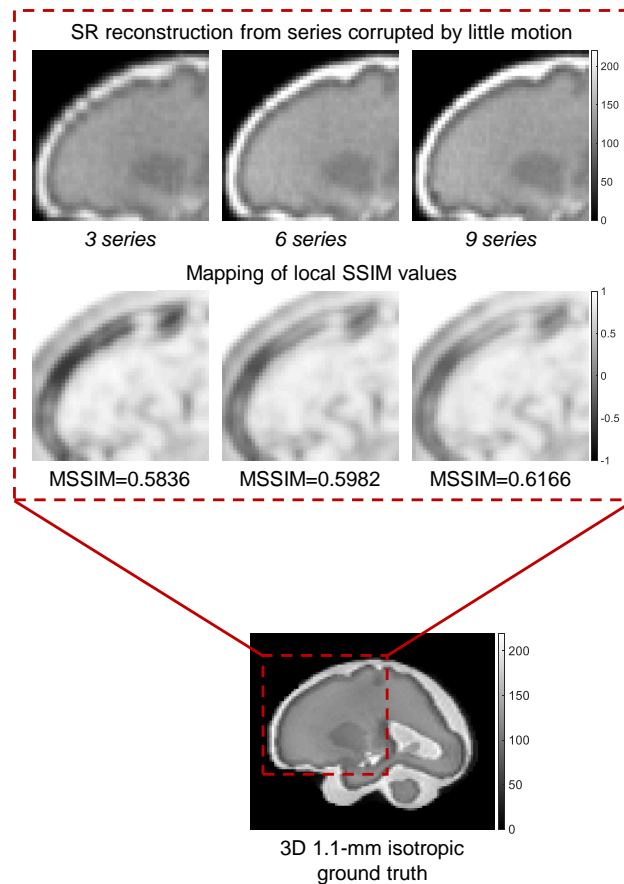 SR reconstruction from series corrupted by little motion
200
150
100
50
0
3 series
6 series
9 series
Mapping of local SSIM values
1
0.5
0
-0.5
-1
MSSIM=0.5836
MSSIM=0.5982
MSSIM=0.6166
200
150
100
50
0
3D 1.1-mm isotropic
ground truth